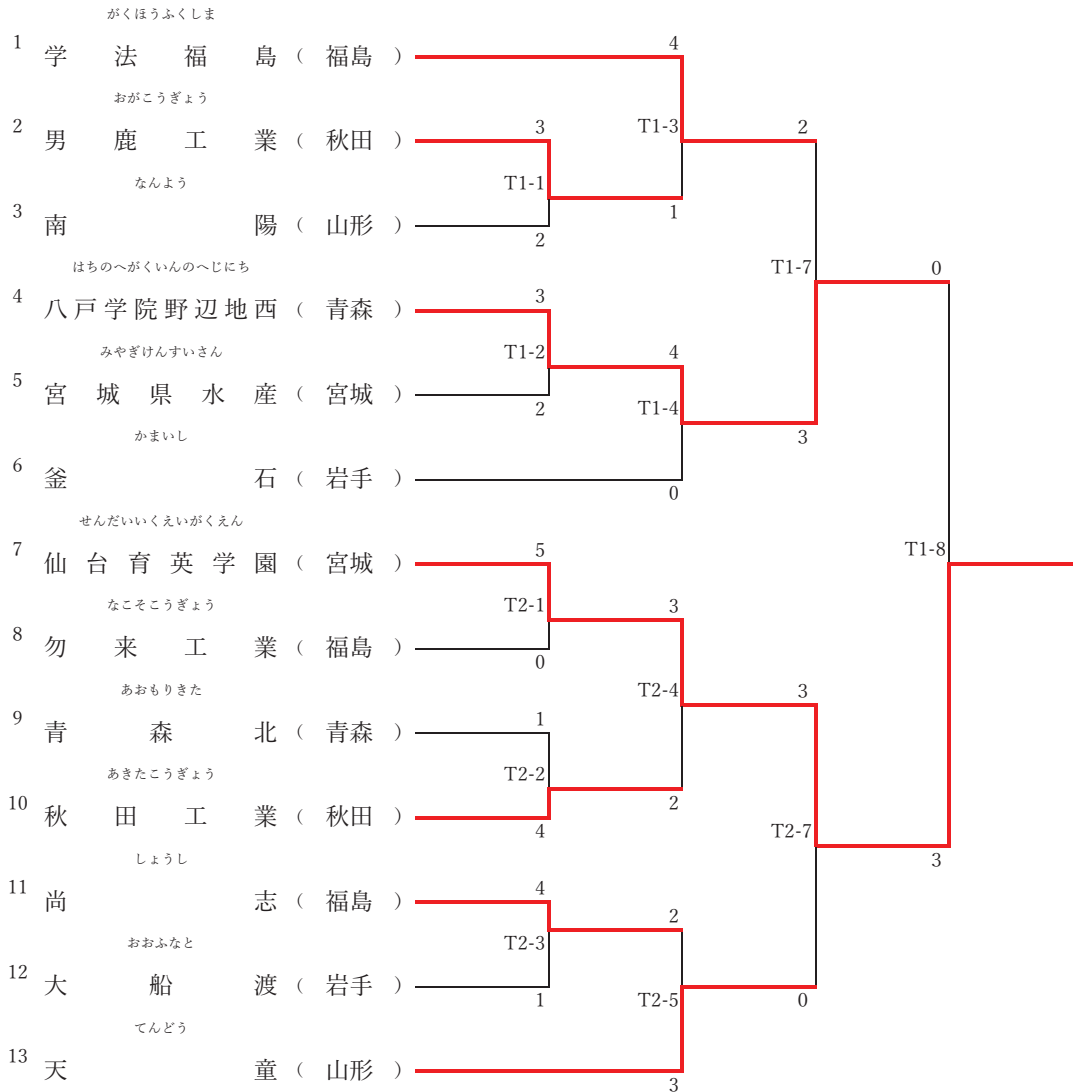 がくほうふくしま
1 学法福島（福島） 4
おがこうぎょう
2 男鹿工業（秋田） 3 T1-3 2
なんよう
T1-1
3 南陽（山形） 2 1
はちのへがくいんのへじにち
T1-7 0
4 八戸学院野辺地西（青森） 3
みやぎけんすいさん
T1-2 4
5 宮城県水産（宮城） 2 T1-4 3
かまいし
6 釜石（岩手） 0
せんだいいくえいがくえん
7 仙台育英学園（宮城） 5 T1-8
なこそこうぎょう
T2-1 3
8 勿来工業（福島） 0
あおもりきた
T2-4 3
9 青森北（青森） 1
あきたこうぎょう
T2-2 2
10 秋田工業（秋田） 4 T2-7
しょうし
3
11 尚志（福島） 4 2
おおふなと
T2-3
12 大船渡（岩手） 1 T2-5 0
てんどう
13 天童（山形） 3